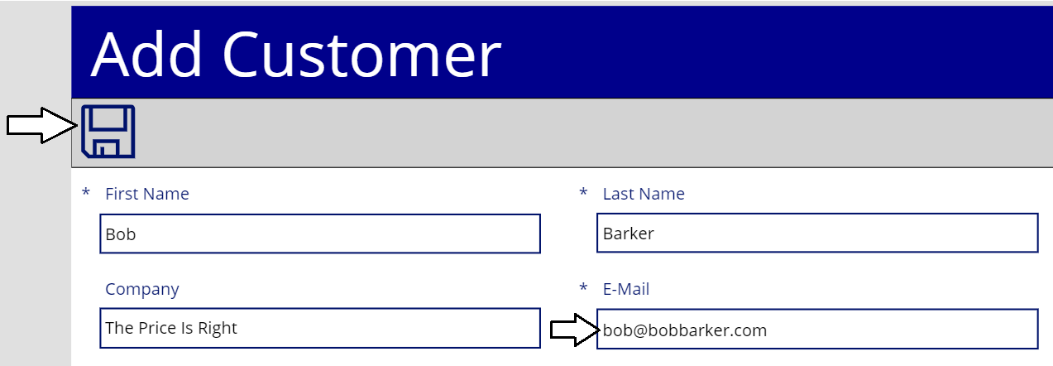 Add Customer
* First Name
* Last Name
Bob
Barker
Company
* E-Mail
The Price Is Right
bob@bobbarker.com